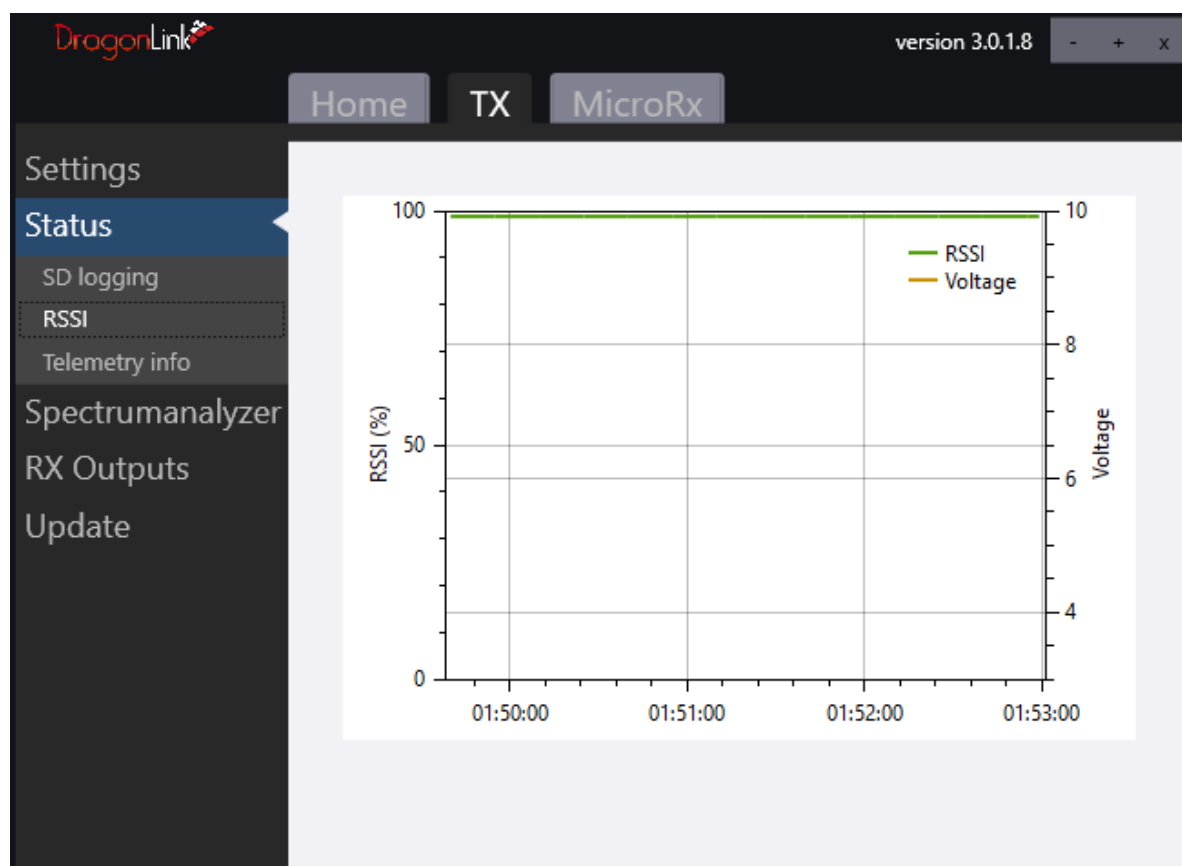 DragonLink
version 3.0.1.8
- + x
Home TX MicroRx
Settings
Status
SD logging
RSSI
Telemetry info
Spectrumanalyzer
RX Outputs
Update
100
50
0
RSSI (%)
RSSI
Voltage
10
8
6
4
Voltage
01:50:00 01:51:00 01:52:00 01:53:00